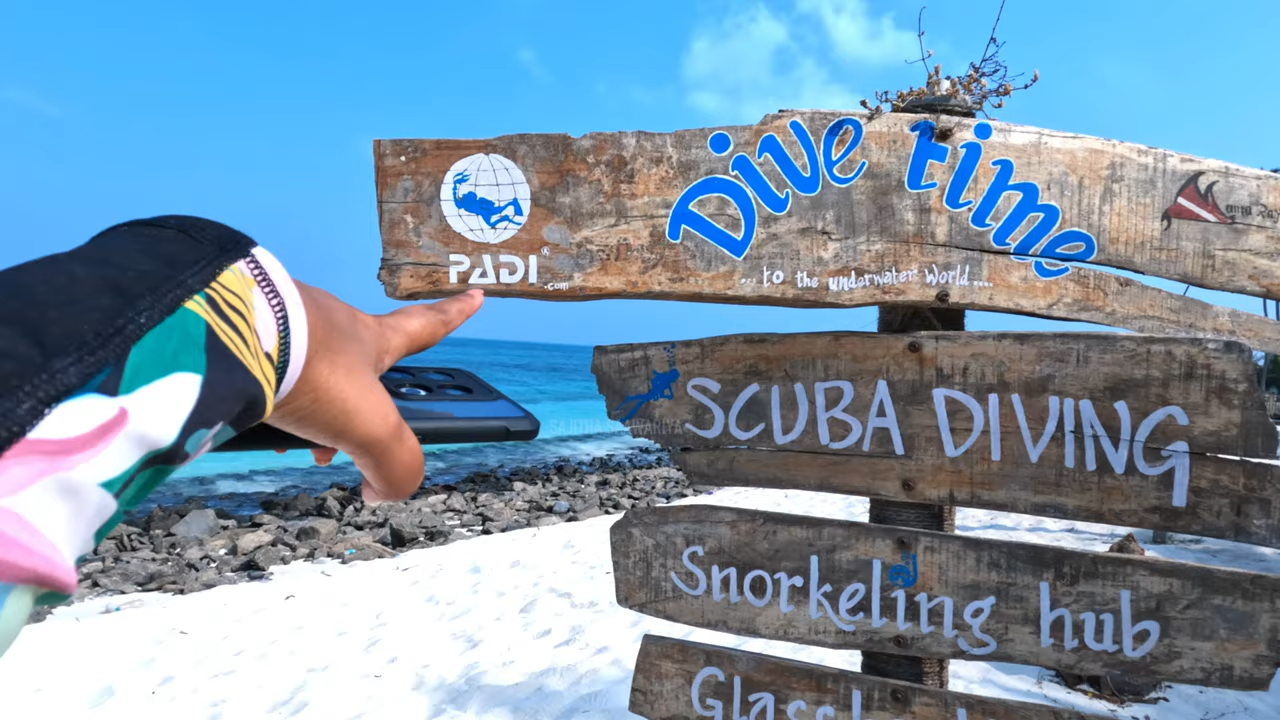 Dive time
PADI®
.com
... to the underwater World....
SCUBA DIVING
Snorkeling hub